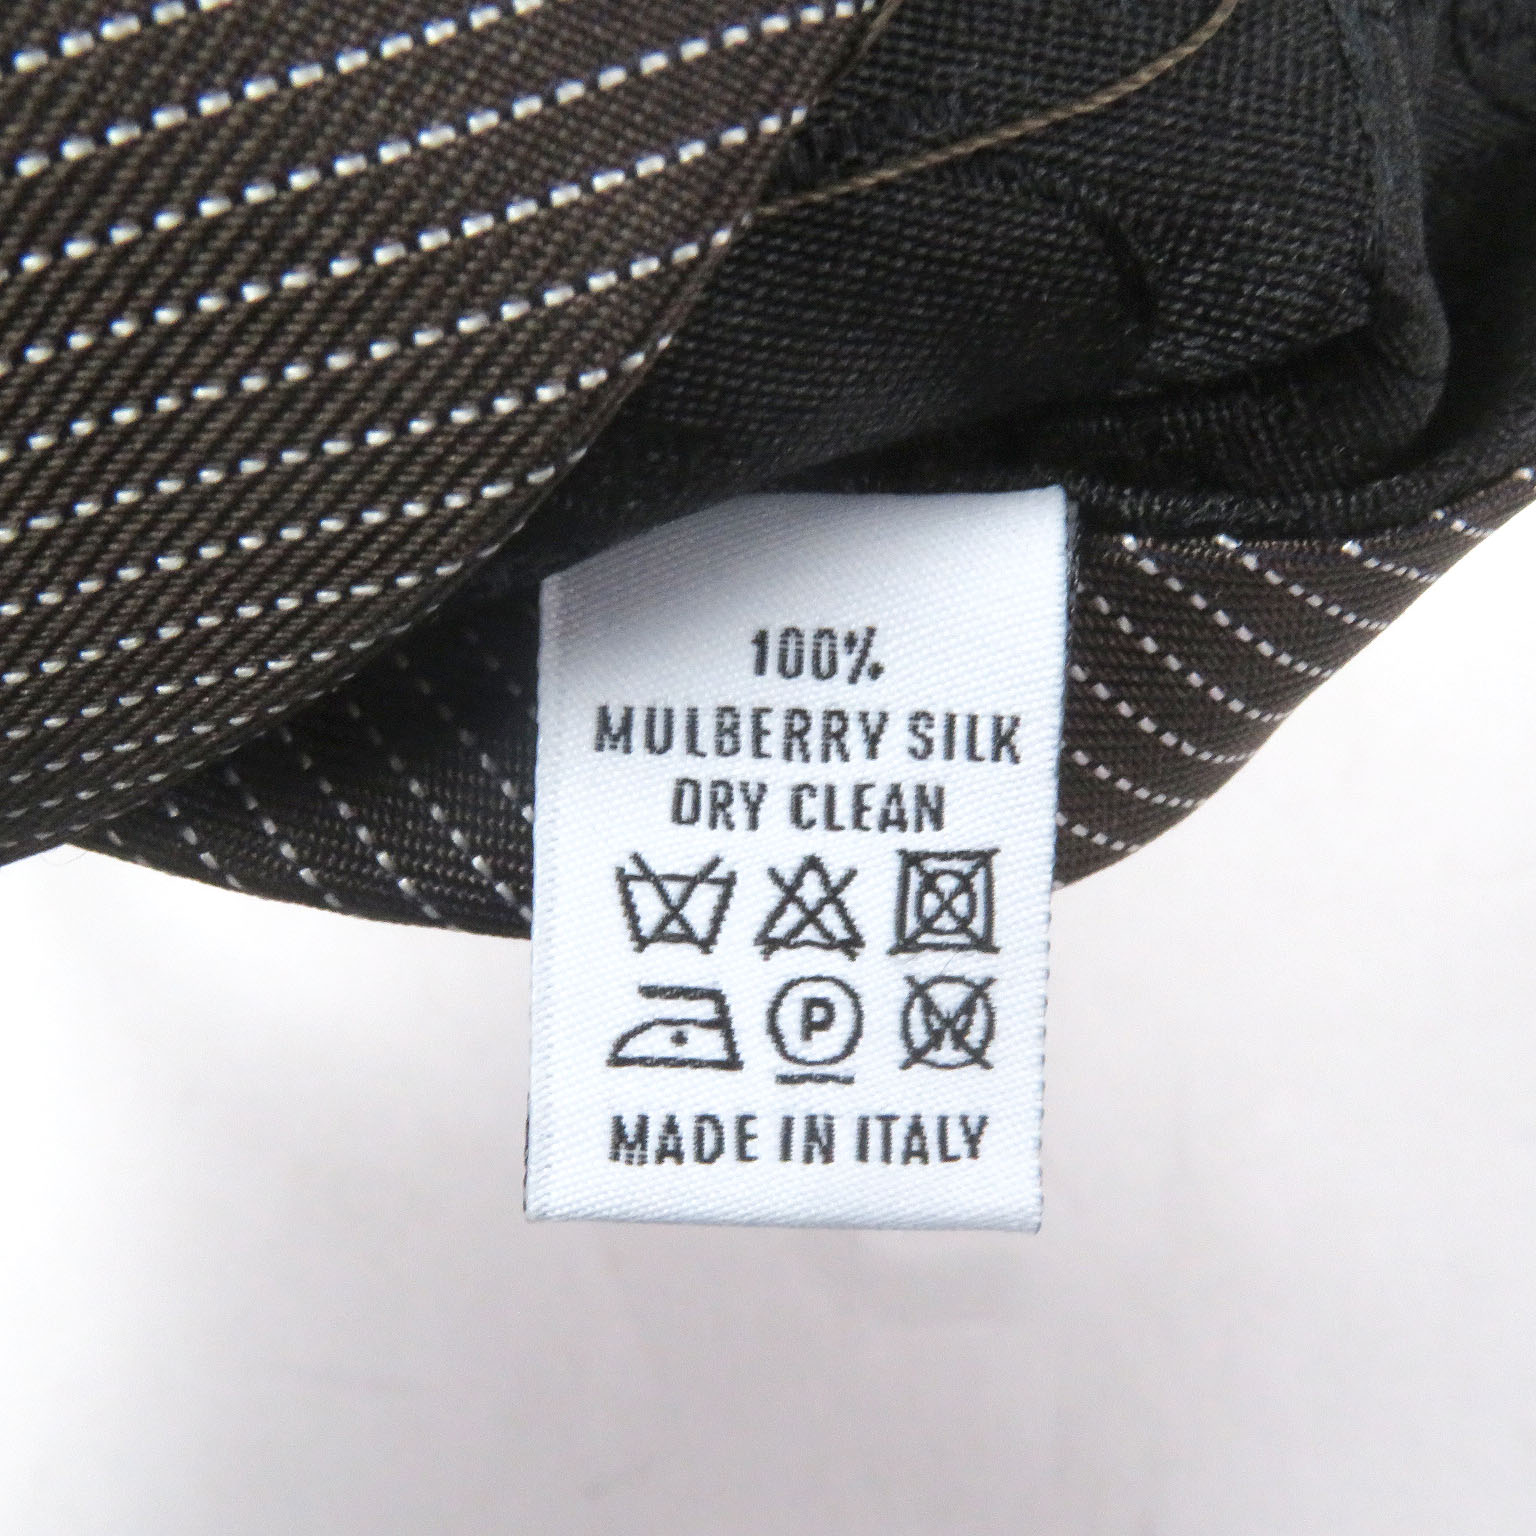 100%
MULBERRY SILK
DRY CLEAN
P W
MADE IN ITALY